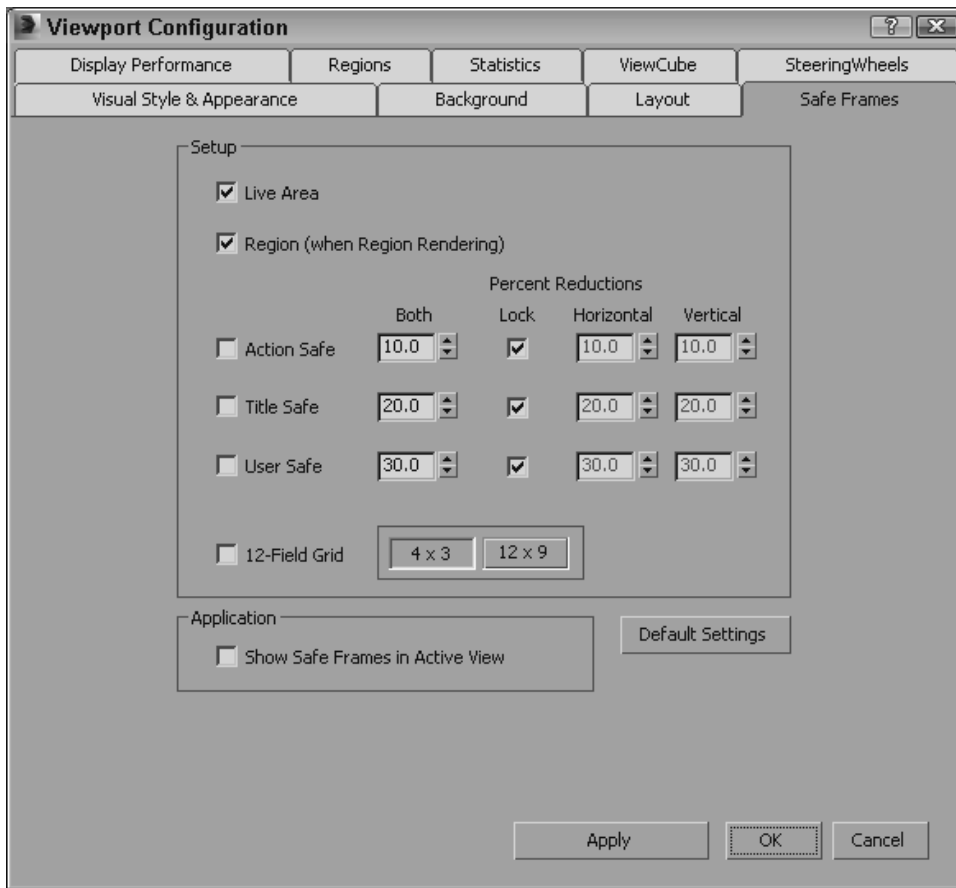 Viewport Configuration
Display Performance Regions Statistics ViewCube SteeringWheels
Visual Style & Appearance Background Layout Safe Frames
Setup
Live Area
Region (when Region Rendering)
Percent Reductions
Both Lock Horizontal Vertical
Action Safe 10.0 10.0 10.0
Title Safe 20.0 20.0 20.0
User Safe 30.0 30.0 30.0
12-Field Grid 4 x 3 12 x 9
Application
Show Safe Frames in Active View
Default Settings
Apply OK Cancel